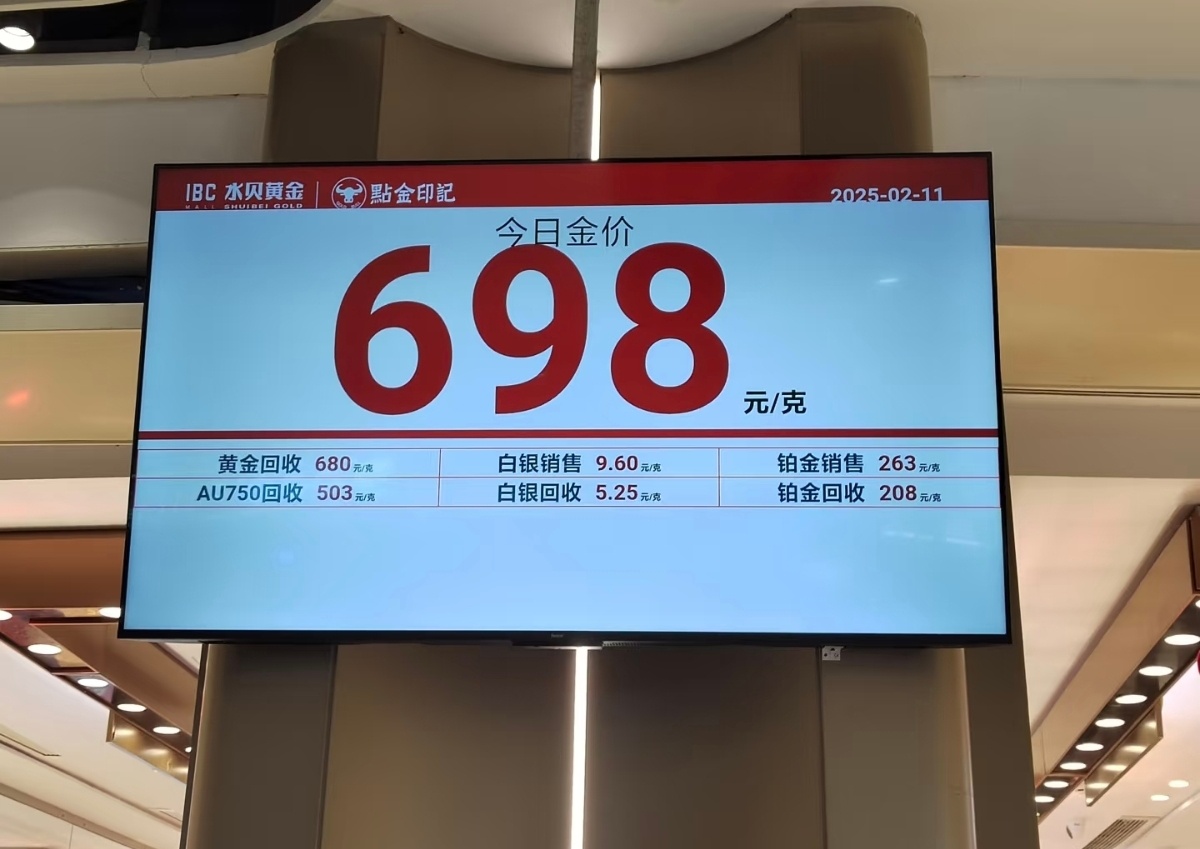 IBC 水贝黄金 點金印記 2025-02-11
MALL SHUIBEI GOLD
今日金价
698 元/克
黄金回收 680 元/克 白银销售 9.60 元/克 铂金销售 263 元/克
AU750回收 503 元/克 白银回收 5.25 元/克 铂金回收 208 元/克